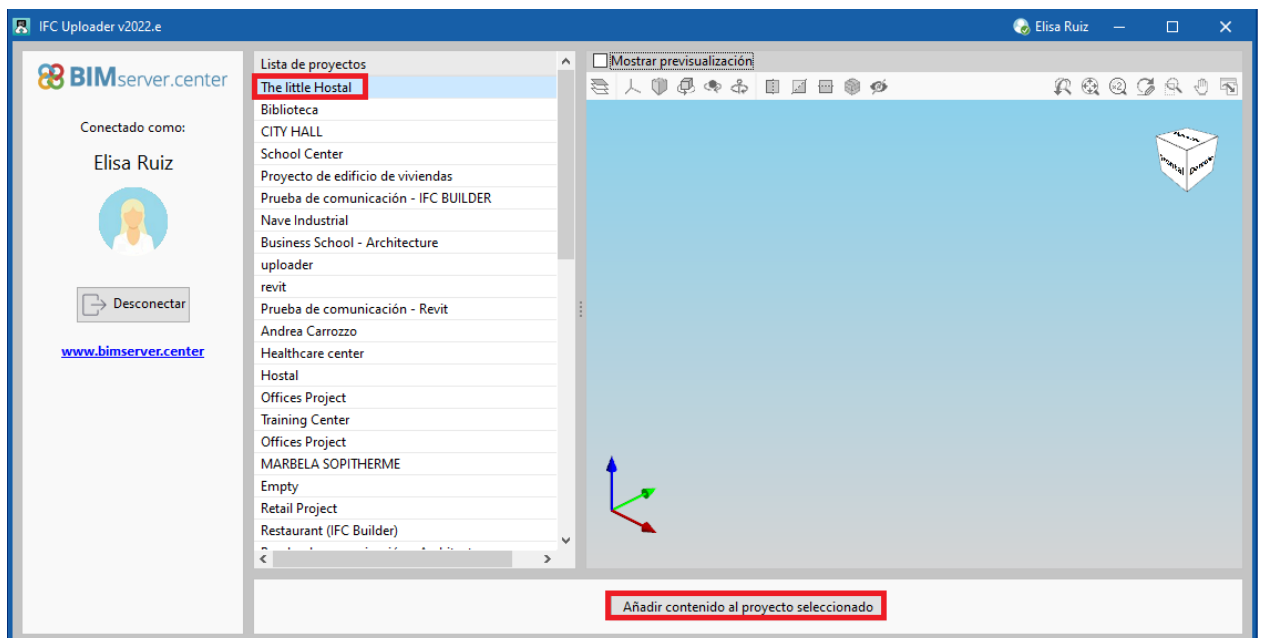 IFC Uploader v2022.e
Elisa Ruiz
BIMserver.center
Conectado como:
Elisa Ruiz
Desconectar
www.bimserver.center
Lista de proyectos
The little Hostal
Biblioteca
CITY HALL
School Center
Proyecto de edificio de viviendas
Prueba de comunicación - IFC BUILDER
Nave Industrial
Business School - Architecture
uploader
revit
Prueba de comunicación - Revit
Andrea Carrozzo
Healthcare center
Hostal
Offices Project
Training Center
Offices Project
MARBELA SOPITHERME
Empty
Retail Project
Restaurant (IFC Builder)
Mostrar previsualización
x2
Añadir contenido al proyecto seleccionado